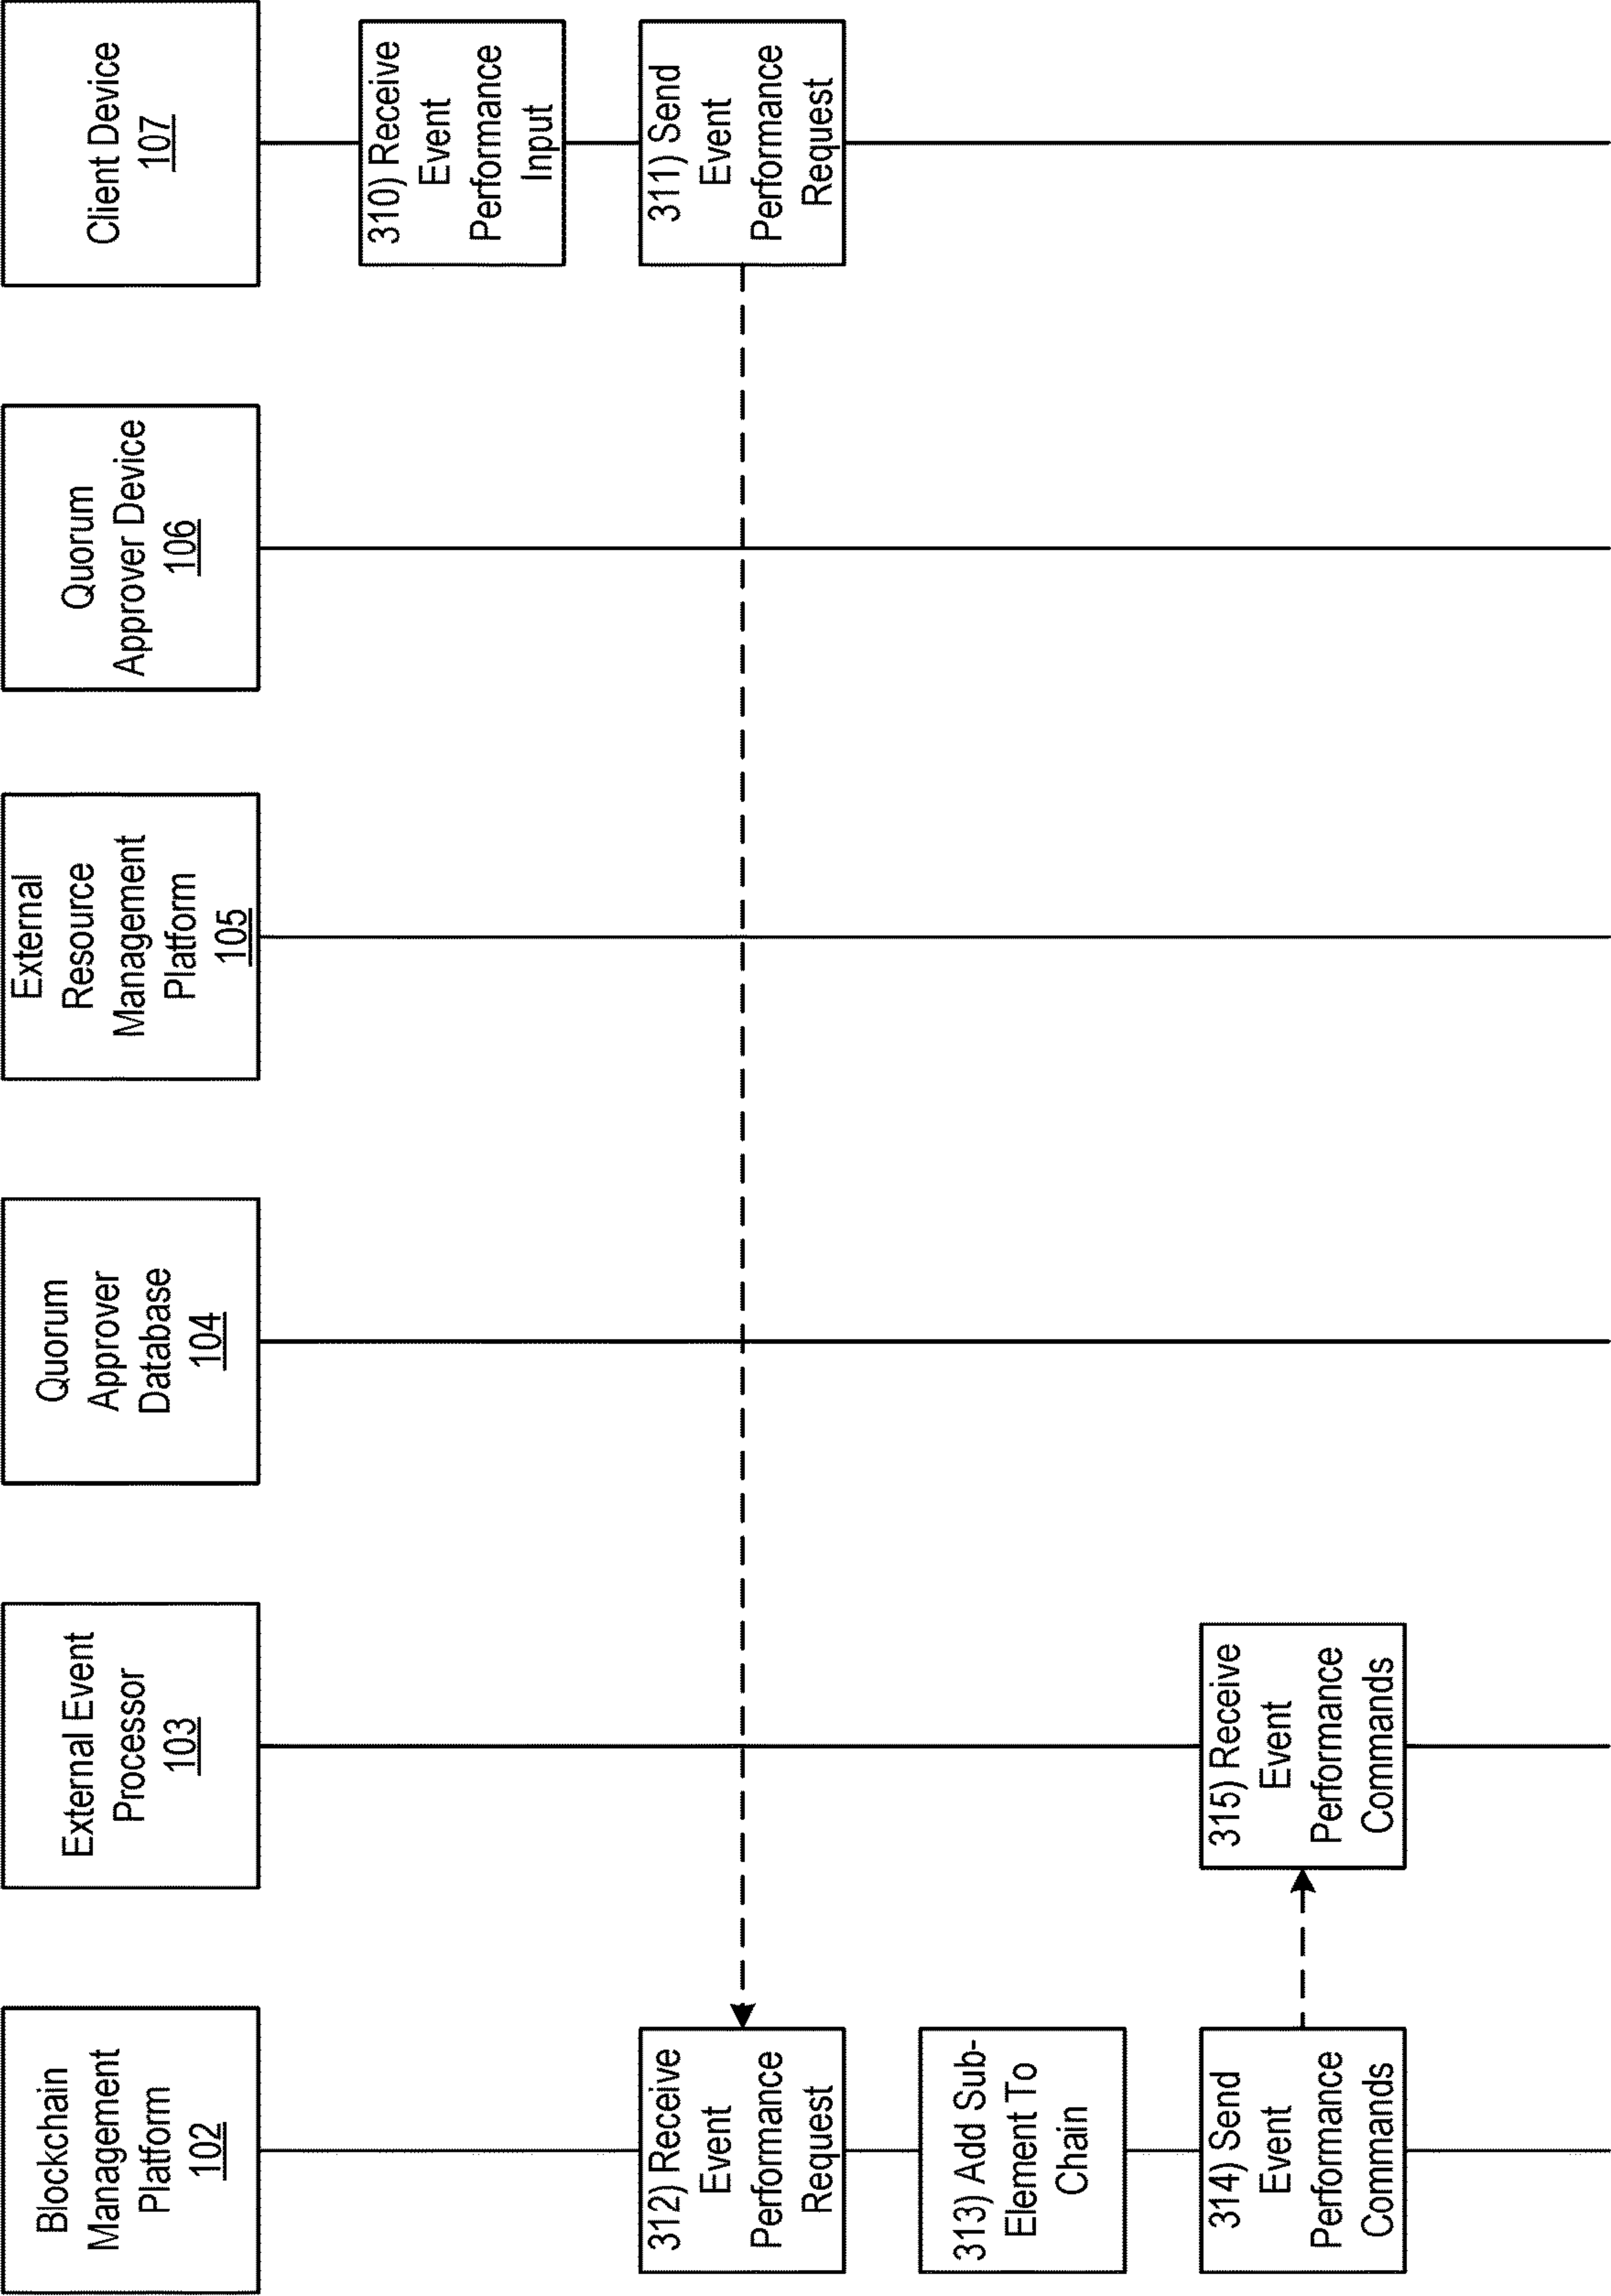 Blockchain
Management
Platform
102
External Event
Processor
103
Quorum
Approver
Database
104
External
Resource
Management
Platform
105
Quorum
Approver Device
106
Client Device
107
310) Receive
Event
Performance
Input
311) Send
Event
Performance
Request
312) Receive
Event
Performance
Request
313) Add Sub-
Element To
Chain
314) Send
Event
Performance
Commands
315) Receive
Event
Performance
Commands